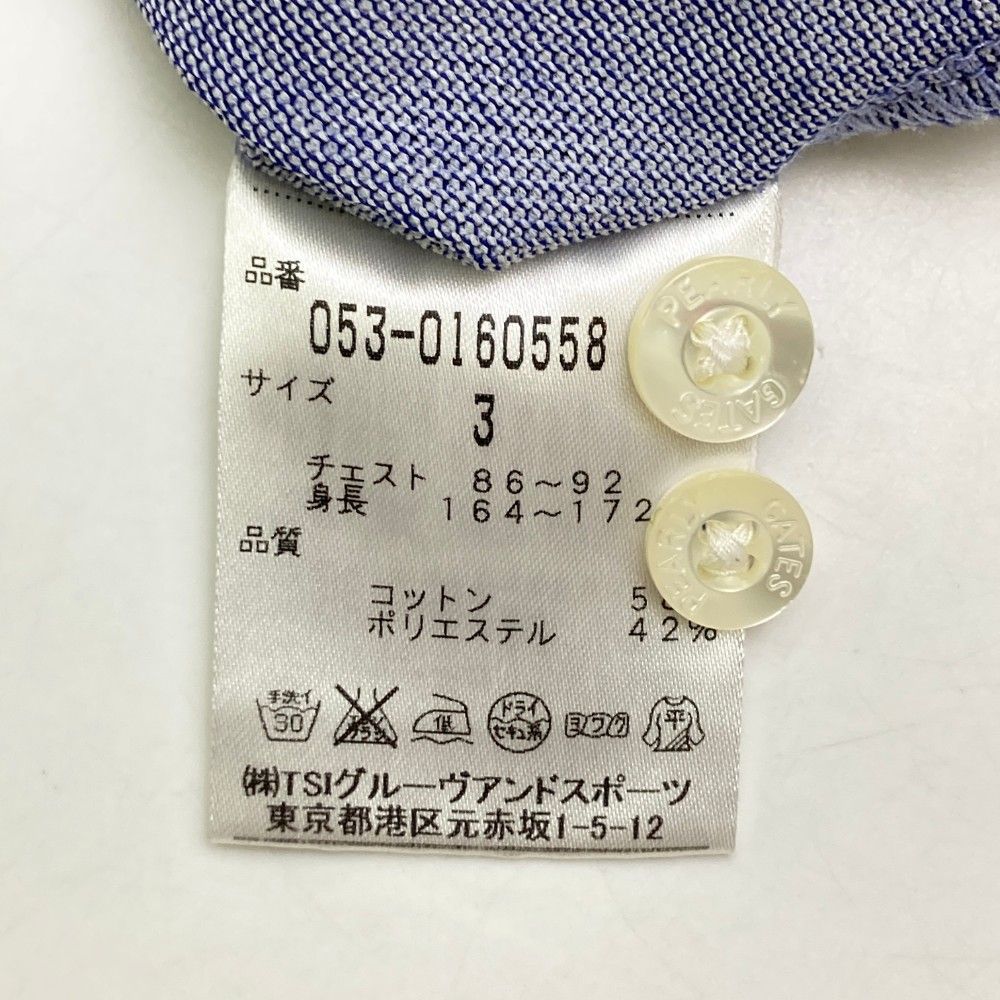 品番
053-0160558
サイズ
3
チェスト 86～92
身長 164～172
品質
コットン
ポリエステル 42%
手洗イ 30
低
ドライ セキユ系
ヨワク
平
㈱TSIグルーヴアンドスポーツ
東京都港区元赤坂1-5-12
PEARLY GATES
PEARLY GATES